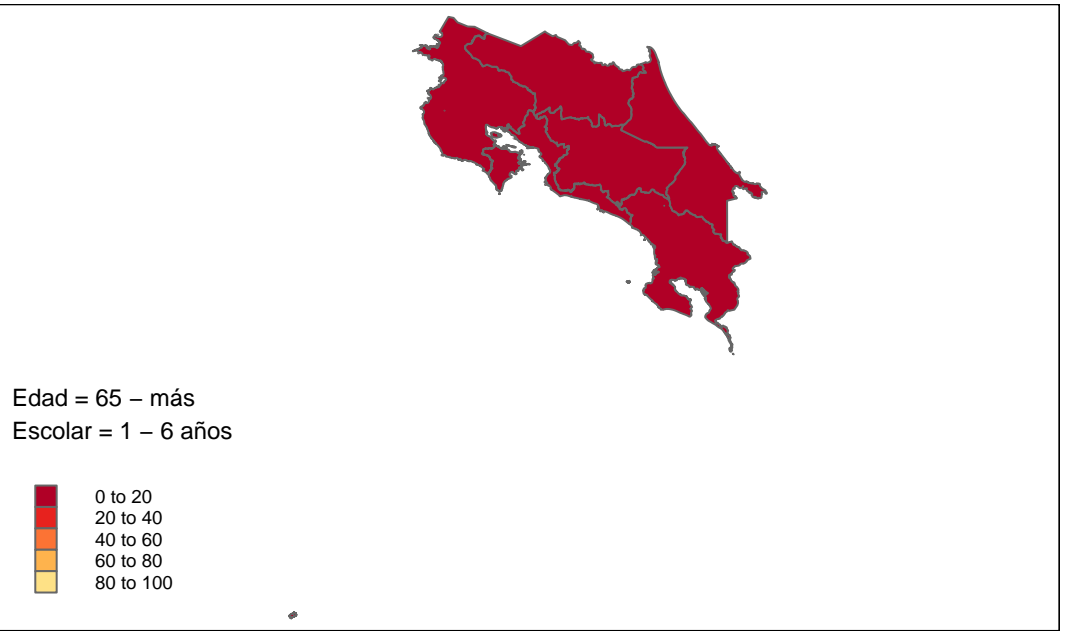 Edad = 65 − más
Escolar = 1 − 6 años
0 to 20
20 to 40
40 to 60
60 to 80
80 to 100